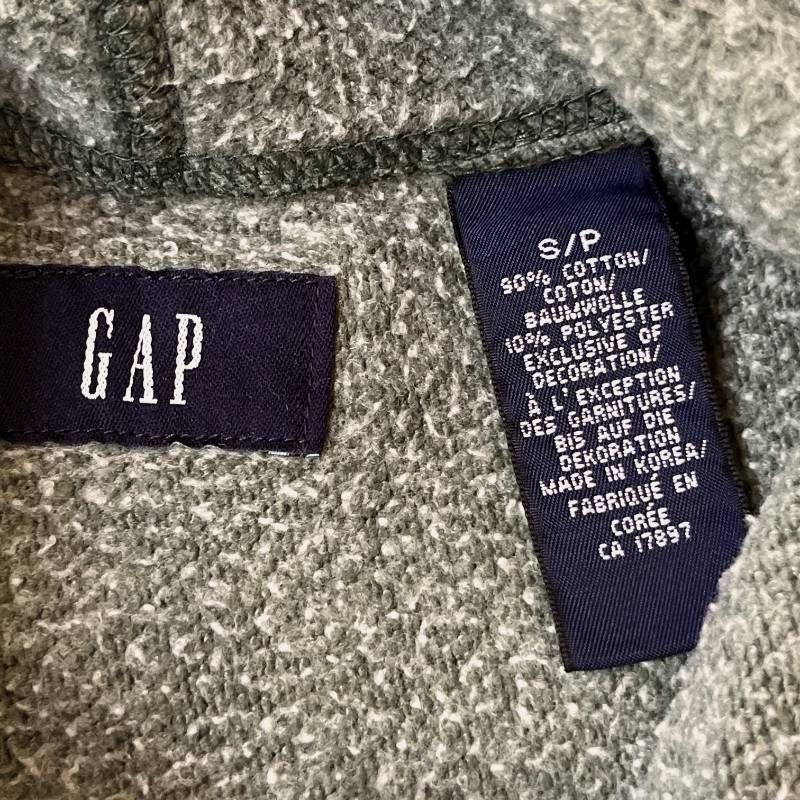 GAP
S/P
90% COTTON/
COTON/
BAUMWOLLE
10% POLYESTER
EXCLUSIVE OF
DECORATION/
À L'EXCEPTION
DES GARNITURES/
BIS AUF DIE
DEKORATION
MADE IN KOREA/
FABRIQUÉ EN
CORÉE
CA 17897